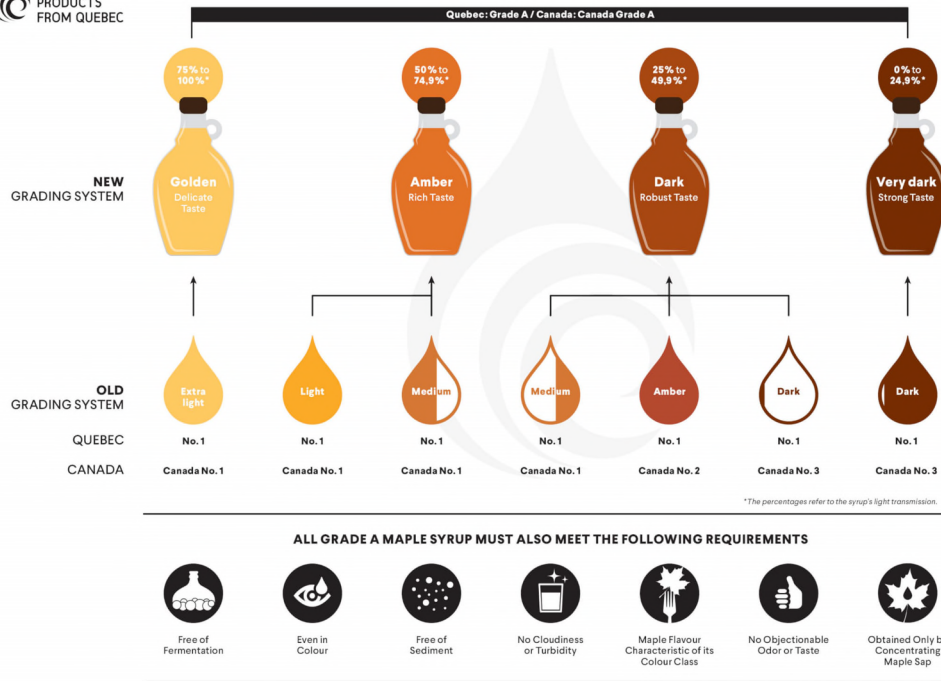 PRODUCTS
FROM QUEBEC
Quebec: Grade A / Canada: Canada Grade A
75% to
100%*
50% to
74,9%*
25% to
49,9%*
0% to
24,9%*
NEW
GRADING SYSTEM
Golden
Delicate
Taste
Amber
Rich Taste
Dark
Robust Taste
Very dark
Strong Taste
OLD
GRADING SYSTEM
Extra
light
Light
Medium
Medium
Amber
Dark
Dark
QUEBEC
No. 1
No. 1
No. 1
No. 1
No. 1
No. 1
No. 1
CANADA
Canada No. 1
Canada No. 1
Canada No. 1
Canada No. 1
Canada No. 2
Canada No. 3
Canada No. 3
*The percentages refer to the syrup's light transmission.
ALL GRADE A MAPLE SYRUP MUST ALSO MEET THE FOLLOWING REQUIREMENTS
Free of
Fermentation
Even in
Colour
Free of
Sediment
No Cloudiness
or Turbidity
Maple Flavour
Characteristic of its
Colour Class
No Objectionable
Odor or Taste
Obtained Only b
Concentrating
Maple Sap